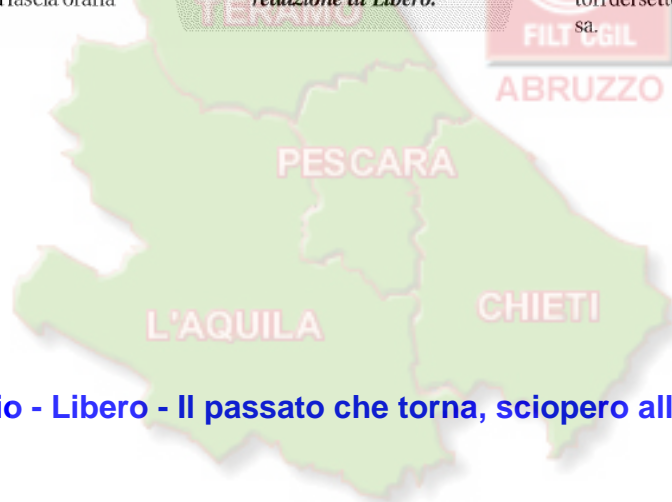 fascia oraria
redazione di Libero.
sa.
TERAMO
FILT CGIL
ABRUZZO
PESCARA
L'AQUILA
CHIETI
io - Libero - Il passato che torna, sciopero all